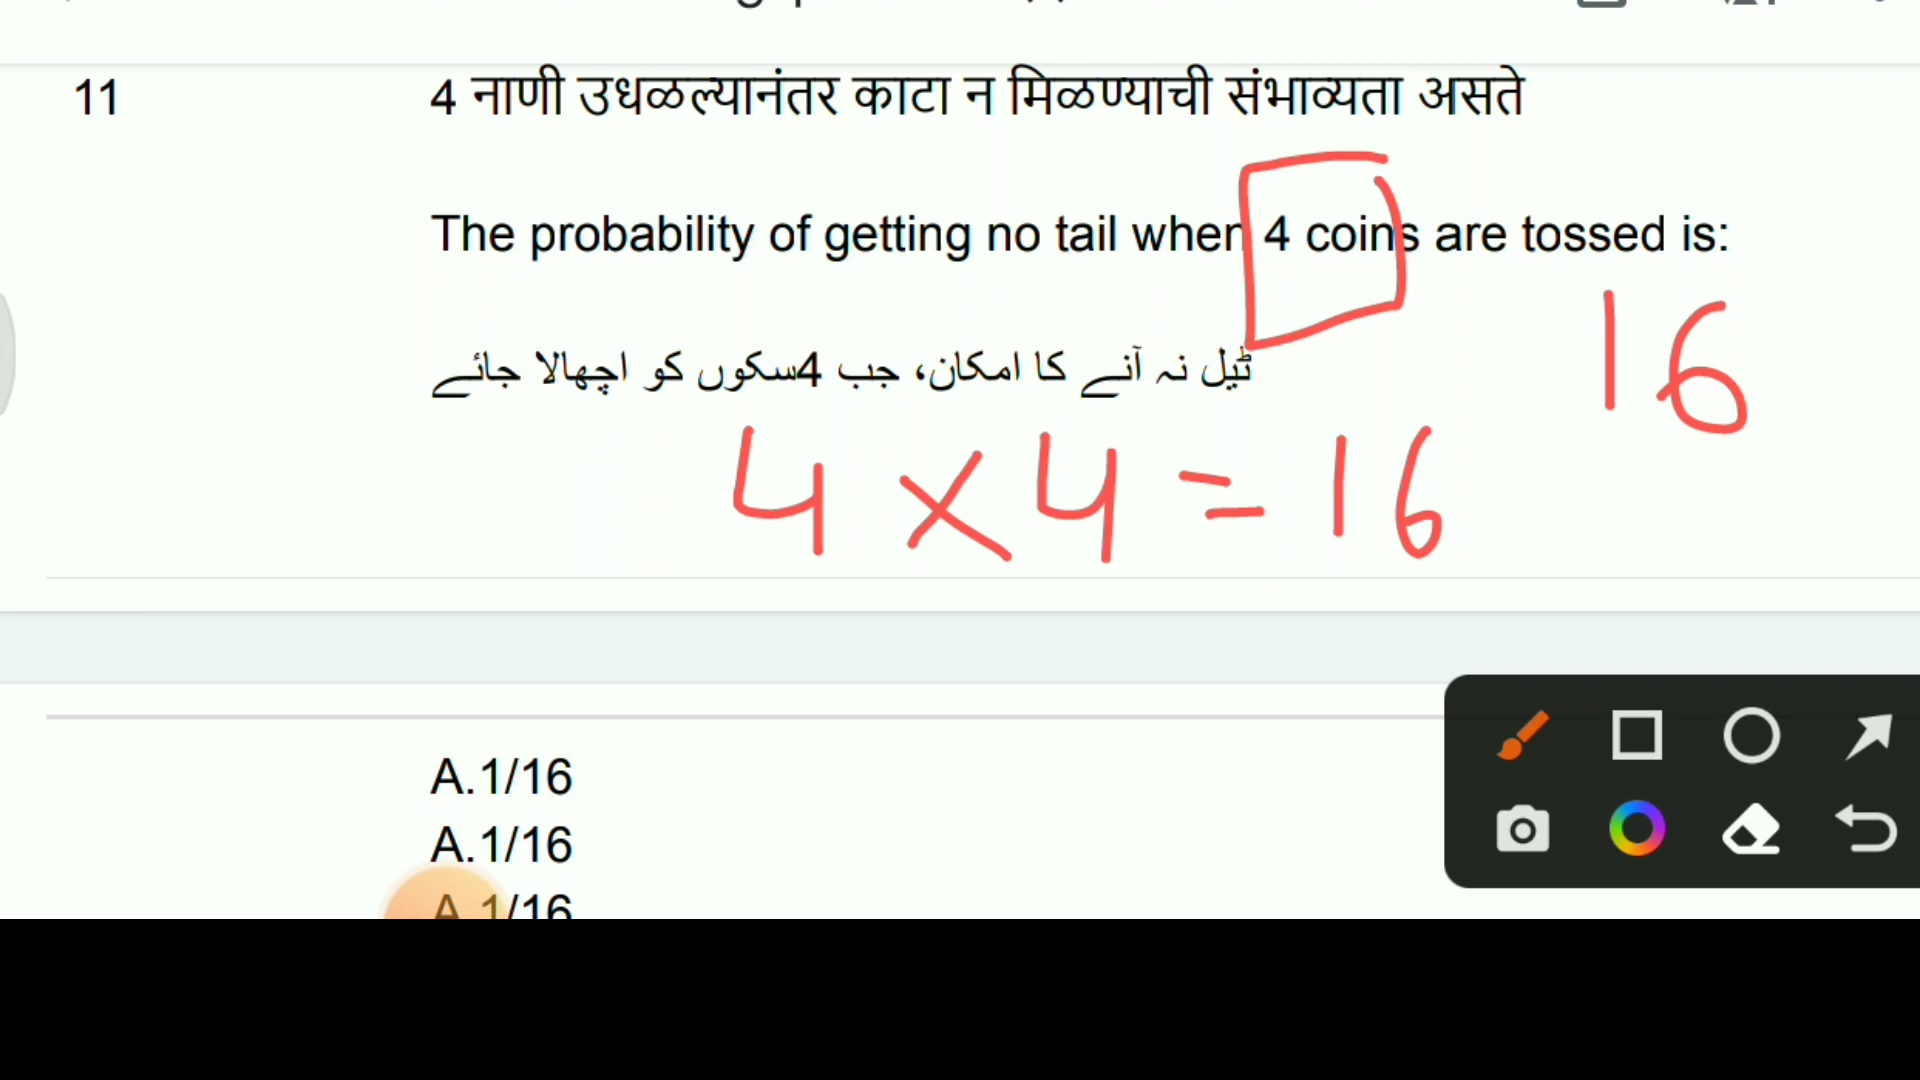 11
4 नाणी उधळल्यानंतर काटा न मिळण्याची संभाव्यता असते
The probability of getting no tail when 4 coins are tossed is:
16
ٹیل نہ آنے کا امکان، جب 4سکوں کو اچھالا جائے
4 × 4 = 16
A.1/16
A.1/16
A.1/16